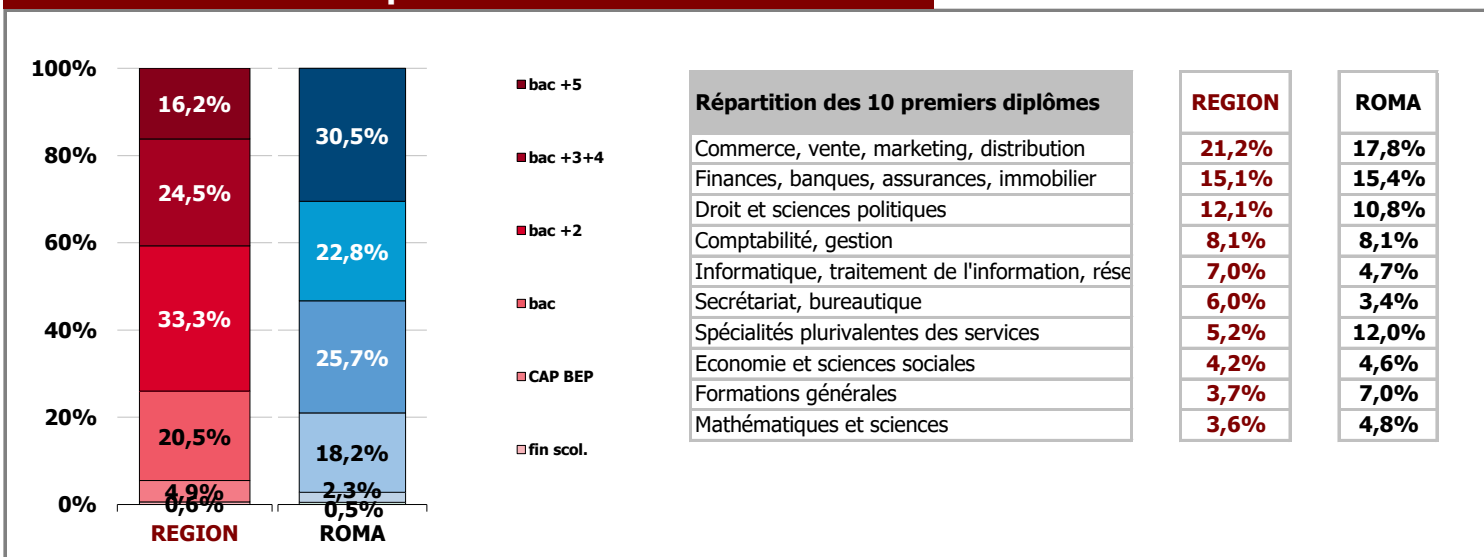 100%
80%
60%
40%
20%
0%
16,2%
24,5%
33,3%
20,5%
4,9%
0,6%
REGION
30,5%
22,8%
25,7%
18,2%
2,3%
0,5%
ROMA
bac +5
bac +3+4
bac +2
bac
CAP BEP
fin scol.
Répartition des 10 premiers diplômes REGION ROMA
Commerce, vente, marketing, distribution 21,2% 17,8%
Finances, banques, assurances, immobilier 15,1% 15,4%
Droit et sciences politiques 12,1% 10,8%
Comptabilité, gestion 8,1% 8,1%
Informatique, traitement de l'information, rése 7,0% 4,7%
Secrétariat, bureautique 6,0% 3,4%
Spécialités plurivalentes des services 5,2% 12,0%
Economie et sciences sociales 4,2% 4,6%
Formations générales 3,7% 7,0%
Mathématiques et sciences 3,6% 4,8%